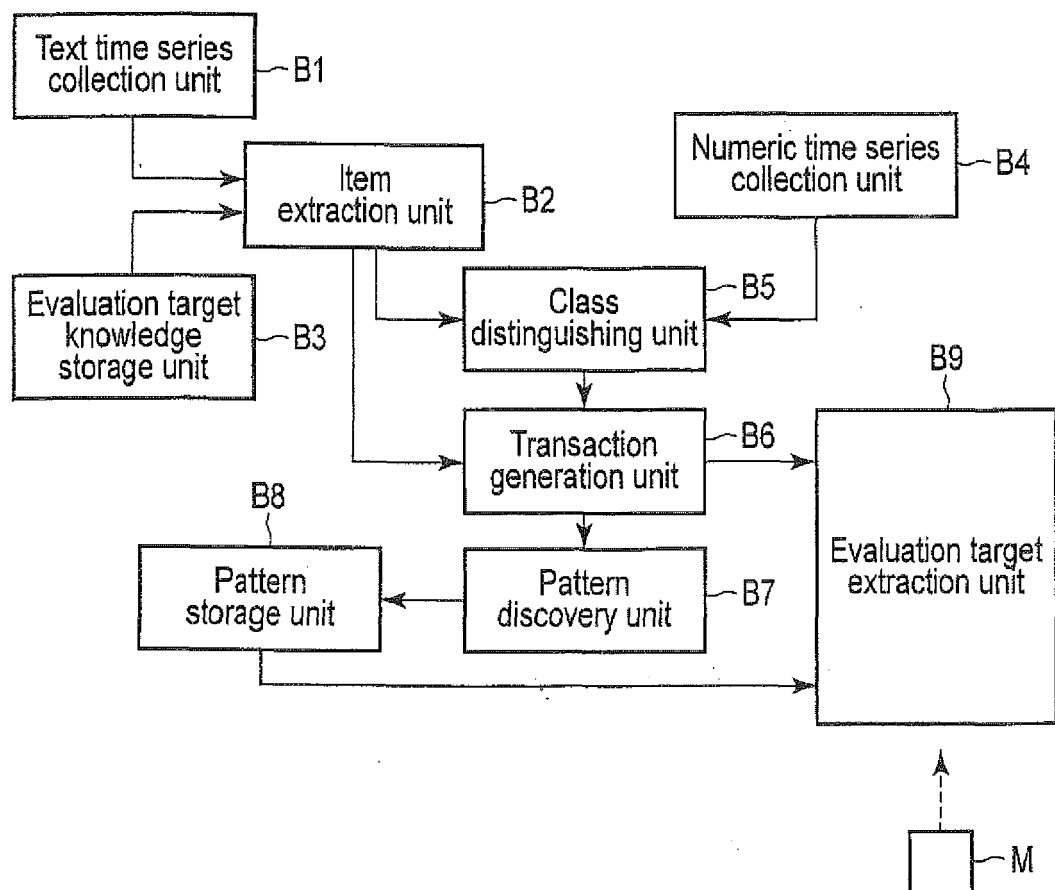 Text time series
collection unit
B1
Item
extraction unit
B2
Numeric time series
collection unit
B4
Evaluation target
knowledge
storage unit
B3
Class
distinguishing unit
B5
B9
Transaction
generation unit
B6
B8
Pattern
storage unit
Pattern
discovery unit
B7
Evaluation target
extraction unit
M